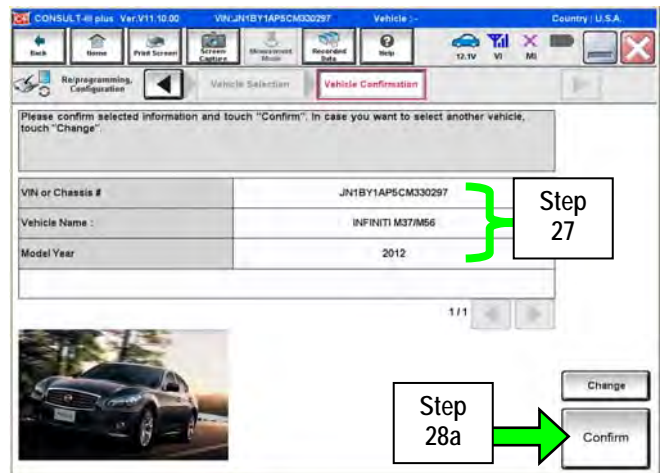 CONSULT-III plus Ver.V11.10.00 VIN:JN1BY1AP5CM330297 Vehicle : - Country : U.S.A.
Back Home Print Screen Screen Capture Measurement Mode Recorded Data Help 12.1V VI MI
Re/programming, Configuration Vehicle Selection Vehicle Confirmation
Please confirm selected information and touch "Confirm". In case you want to select another vehicle,
touch "Change".
VIN or Chassis # JN1BY1AP5CM330297
Vehicle Name : INFINITI M37/M56
Model Year 2012
Step
27
1/1
Change
Step
28a
Confirm